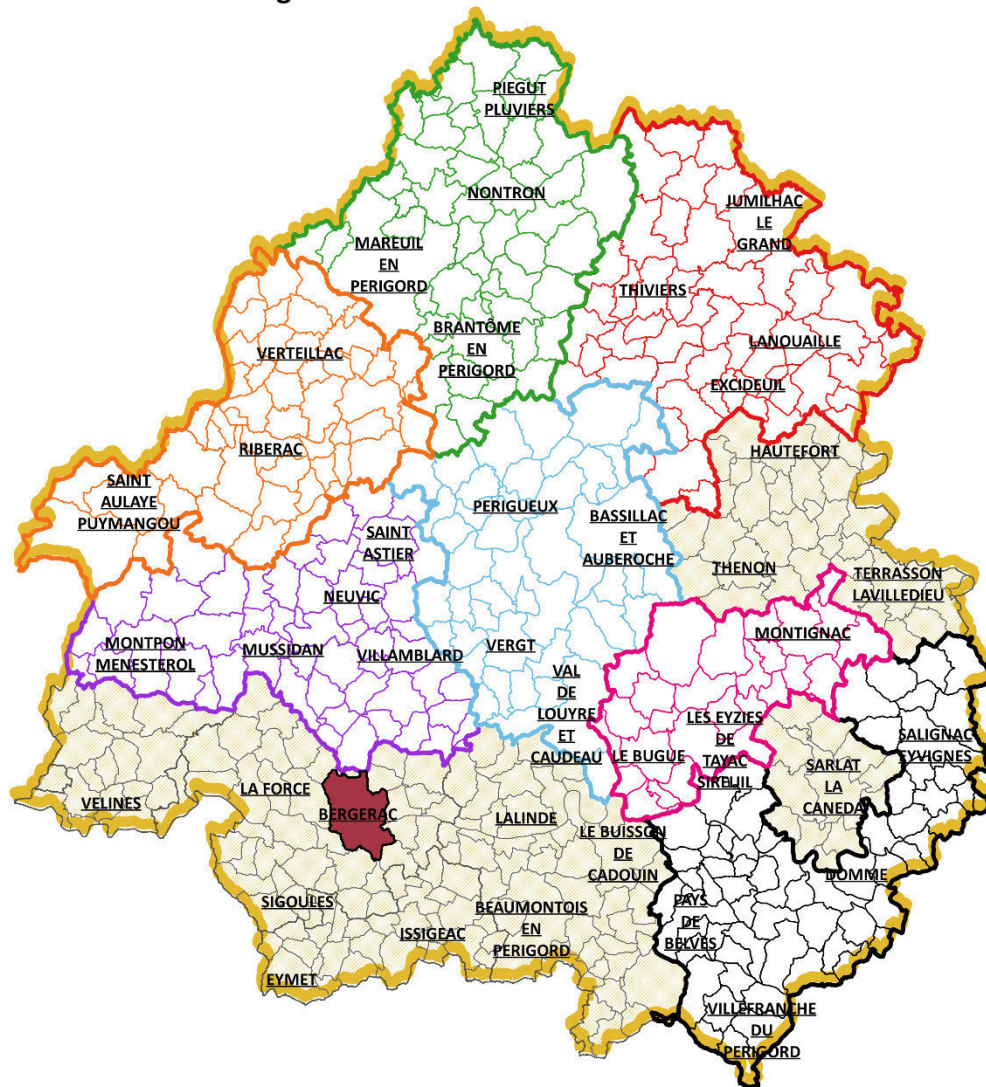 PIEGUT
PLUVIERS
NONTRON
JUMILHAC
LE
GRAND
MAREUIL
EN
PERIGORD
THIVIERS
BRANTÔME
EN
PERIGORD
LANOUAILLE
VERTEILLAC
EXCIDEUIL
RIBERAC
HAUTEFORT
SAINT
AULAYE
PUYMANGOU
PERIGUEUX
BASSILLAC
ET
AUBEROCHE
SAINT
ASTIER
THENON
TERRASSON
LAVILLEDIEU
NEUVIC
MONTPON
MENESTEROL
MUSSIDAN
VILLAMBLARD
VERGT
MONTIGNAC
VAL
DE
LOUYRE
ET
CAUDEAU
LES EYZIES
DE
TAYAC
SIREUIL
SALIGNAC
EYVIGNES
LE BUGUE
SARLAT
LA
CANEDA
VELINES
LA FORCE
BERGERAC
LALINDE
LE BUISSON
DE
CADOUIN
DOMME
SIGOULES
ISSIGEAC
BEAUMONTOIS
EN
PERIGORD
PAYS
DE
BELVES
EYMET
VILLEFRANCHE
DU
PERIGORD